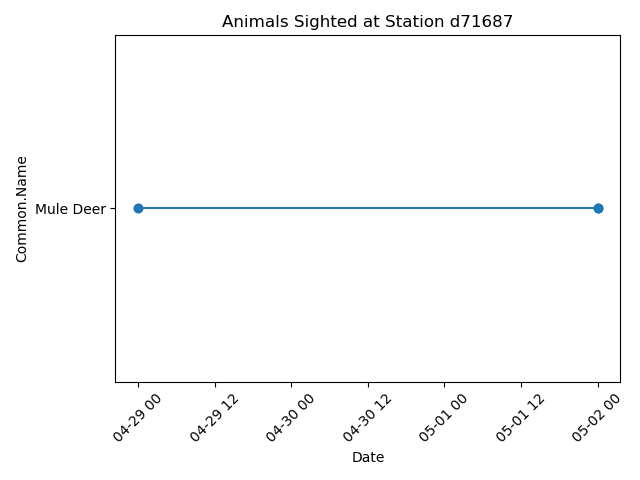 Animals Sighted at Station d71687
Common.Name
Mule Deer
04-29 00
04-29 12
04-30 00
04-30 12
05-01 00
05-01 12
05-02 00
Date